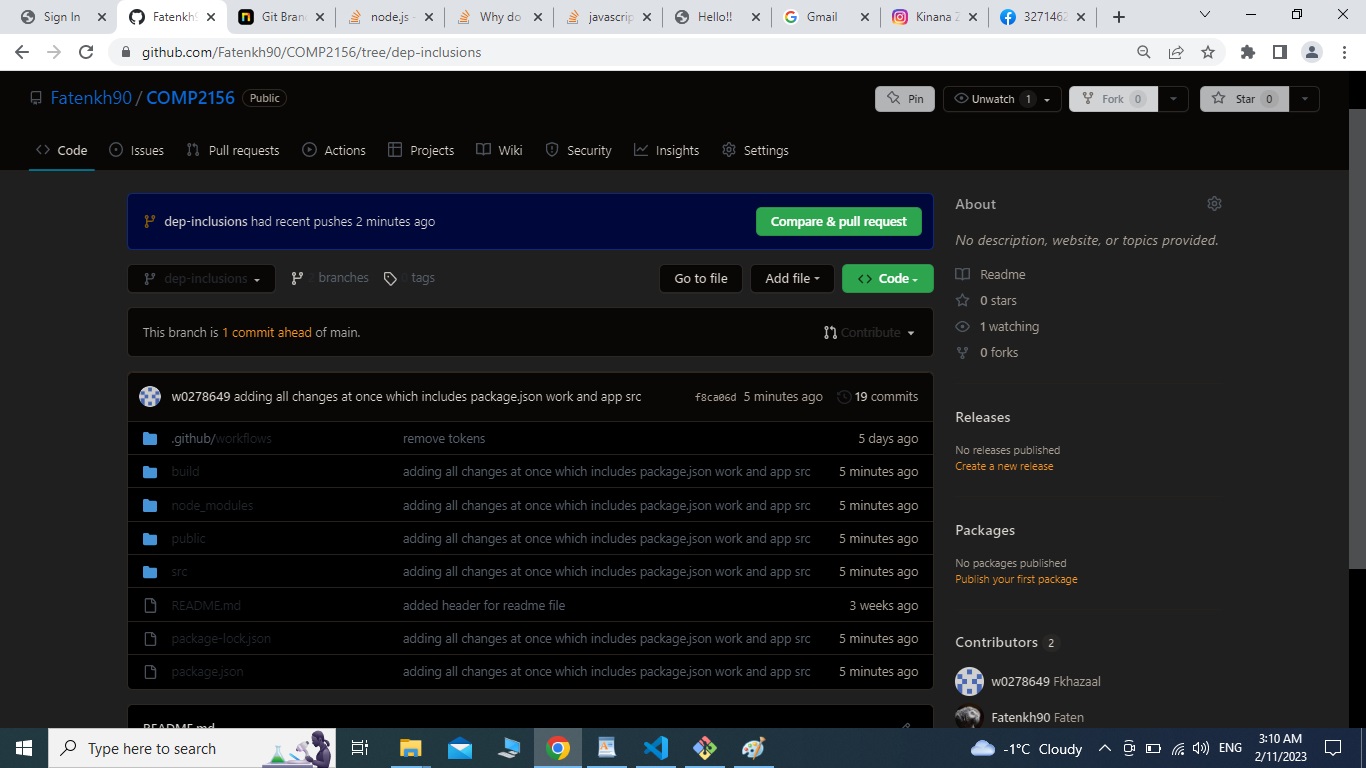 Sign In
Fatenkh9
Git Bran
node.js -
Why do
javascrip
Hello!!
Gmail
Kinana Z
3271462
github.com/Fatenkh90/COMP2156/tree/dep-inclusions
Fatenkh90 / COMP2156 Public
Pin
Unwatch 1
Fork 0
Star 0
Code
Issues
Pull requests
Actions
Projects
Wiki
Security
Insights
Settings
dep-inclusions had recent pushes 2 minutes ago
Compare & pull request
dep-inclusions
branches
0 tags
Go to file
Add file
Code
This branch is 1 commit ahead of main.
Contribute
w0278649 adding all changes at once which includes package.json work and app src
f8ca06d 5 minutes ago
19 commits
.github/workflows remove tokens 5 days ago
build adding all changes at once which includes package.json work and app src 5 minutes ago
node_modules adding all changes at once which includes package.json work and app src 5 minutes ago
public adding all changes at once which includes package.json work and app src 5 minutes ago
src adding all changes at once which includes package.json work and app src 5 minutes ago
README.md added header for readme file 3 weeks ago
package-lock.json adding all changes at once which includes package.json work and app src 5 minutes ago
package.json adding all changes at once which includes package.json work and app src 5 minutes ago
README.md
About
No description, website, or topics provided.
Readme
0 stars
1 watching
0 forks
Releases
No releases published
Create a new release
Packages
No packages published
Publish your first package
Contributors 2
w0278649 Fkhazaal
Fatenkh90 Faten
Type here to search
-1°C Cloudy
ENG
3:10 AM
2/11/2023